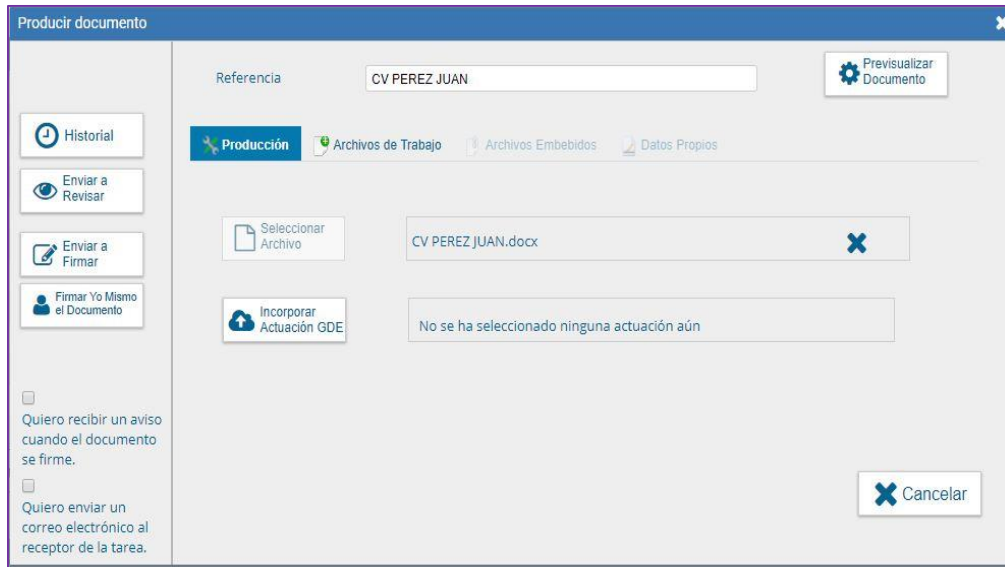 Producir documento
Referencia
CV PEREZ JUAN
Previsualizar
Documento
Historial
Enviar a
Revisar
Enviar a
Firmar
Firmar Yo Mismo
el Documento
Producción
Archivos de Trabajo
Archivos Embebidos
Datos Propios
Seleccionar
Archivo
CV PEREZ JUAN.docx
Incorporar
Actuación GDE
No se ha seleccionado ninguna actuación aún
Quiero recibir un aviso
cuando el documento
se firme.
Quiero enviar un
correo electrónico al
receptor de la tarea.
Cancelar